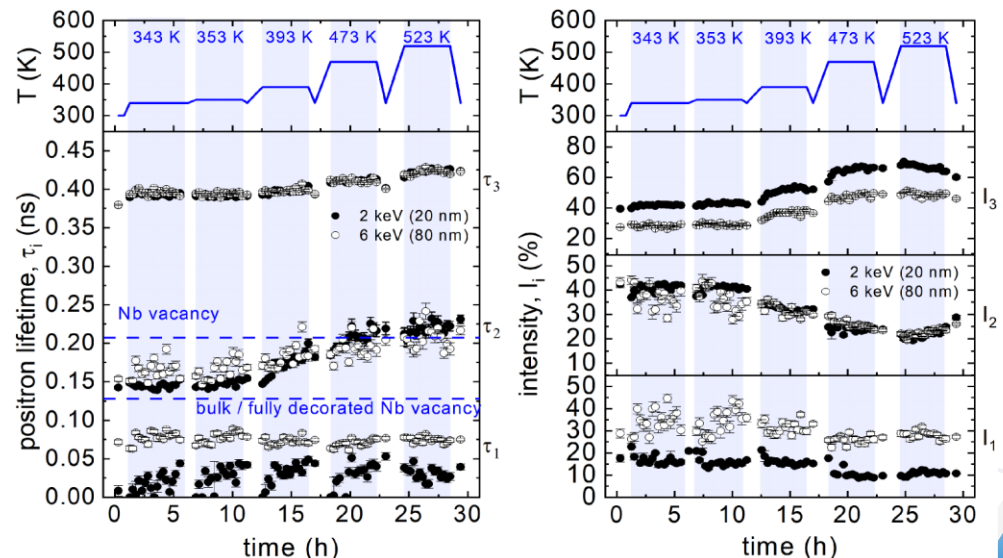 600
500
400
300
T (K)
343 K 353 K 393 K 473 K 523 K
0.45
0.40
0.35
0.30
0.25
0.20
0.15
0.10
0.05
0.00
positron lifetime, τi (ns)
τ3
2 keV (20 nm)
6 keV (80 nm)
Nb vacancy
τ2
bulk / fully decorated Nb vacancy
τ1
0 5 10 15 20 25 30
time (h)
600
500
400
300
T (K)
343 K 353 K 393 K 473 K 523 K
80
60
40
20
I3
50
40
30
20
10
intensity, Ii (%)
2 keV (20 nm)
6 keV (80 nm)
I2
50
40
30
20
10
0
I1
0 5 10 15 20 25 30
time (h)